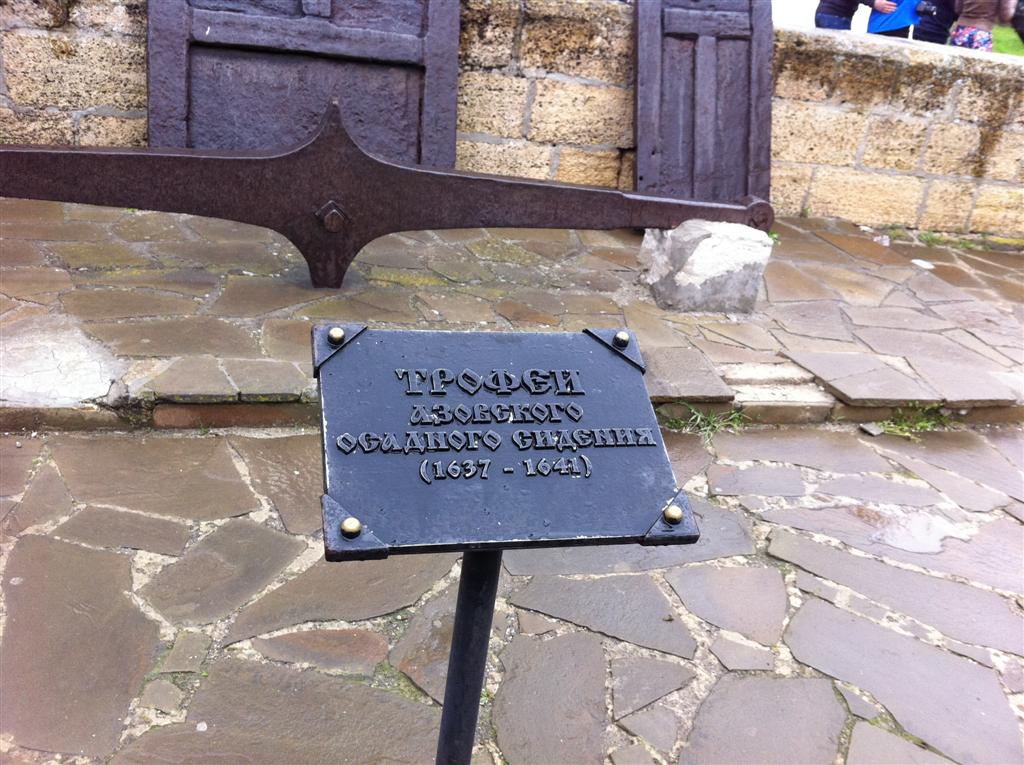 ТРОФЕИ
АЗОВСКОГО
ОСАДНОГО СИДЕНИЯ
(1637 - 1641)